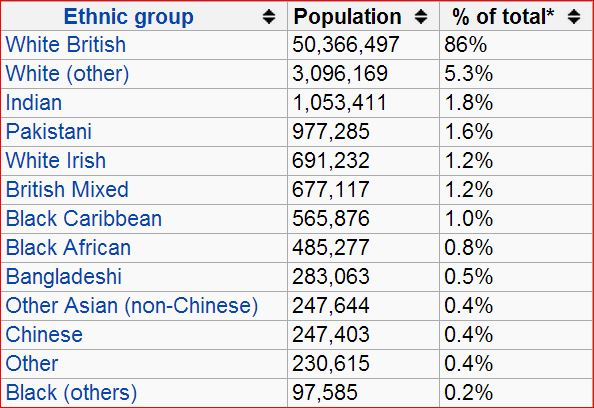 Ethnic group Population % of total*
White British 50,366,497 86%
White (other) 3,096,169 5.3%
Indian 1,053,411 1.8%
Pakistani 977,285 1.6%
White Irish 691,232 1.2%
British Mixed 677,117 1.2%
Black Caribbean 565,876 1.0%
Black African 485,277 0.8%
Bangladeshi 283,063 0.5%
Other Asian (non-Chinese) 247,644 0.4%
Chinese 247,403 0.4%
Other 230,615 0.4%
Black (others) 97,585 0.2%